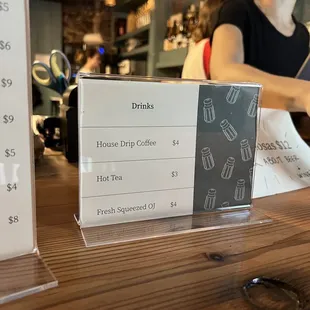 $6
$9
$9
$5
$4
$8
Drinks
House Drip Coffee $4
Hot Tea $3
Fresh Squeezed OJ $4